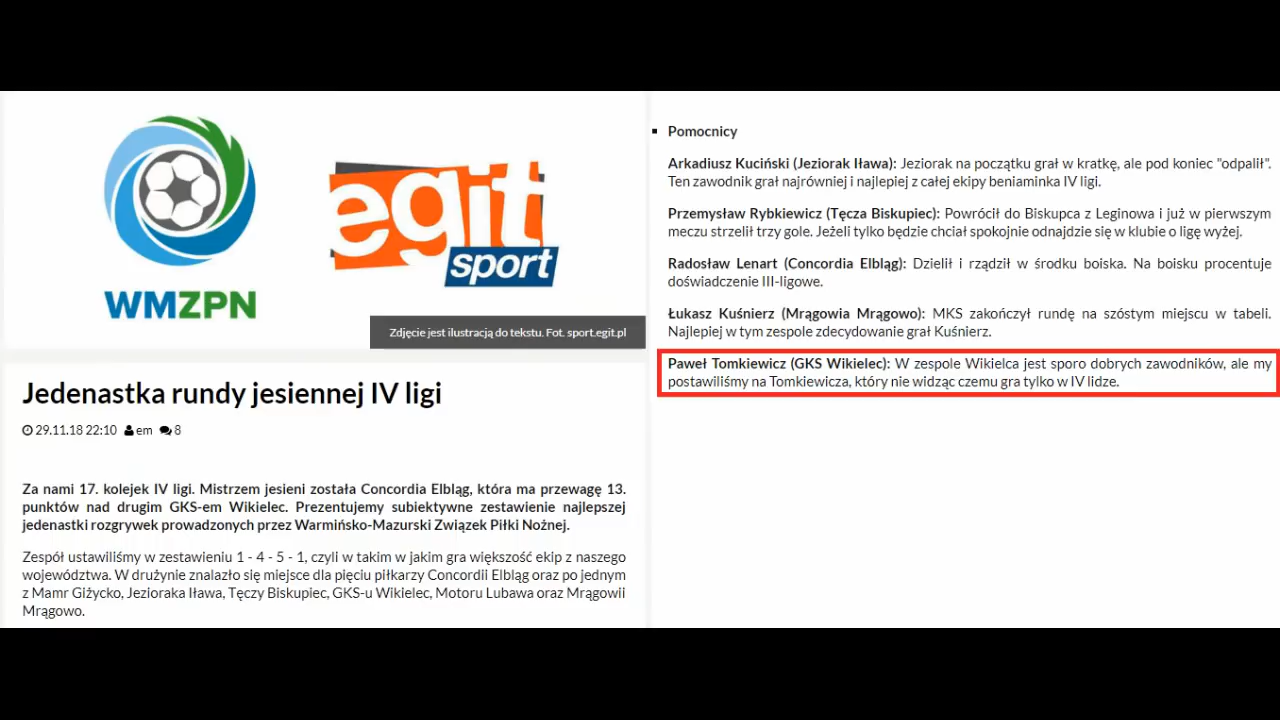 WMZPN
egit
sport
Zdjęcie jest ilustracją do tekstu. Fot. sport.egit.pl
Jedenastka rundy jesiennej IV ligi
29.11.18 22:10 em 8
Za nami 17. kolejek IV ligi. Mistrzem jesieni została Concordia Elbląg, która ma przewagę 13.
punktów nad drugim GKS-em Wikielec. Prezentujemy subiektywne zestawienie najlepszej
jedenastki rozgrywek prowadzonych przez Warmińsko-Mazurski Związek Piłki Nożnej.
Zespół ustawiliśmy w zestawieniu 1 - 4 - 5 - 1, czyli w takim w jakim gra większość ekip z naszego
województwa. W drużynie znalazło się miejsce dla pięciu piłkarzy Concordii Elbląg oraz po jednym
z Mamr Giżycko, Jezioraka Iława, Tęczy Biskupiec, GKS-u Wikielec, Motoru Lubawa oraz Mrągowii
Mrągowo.
Pomocnicy
Arkadiusz Kuciński (Jeziorak Iława): Jeziorak na początku grał w kratkę, ale pod koniec "odpalił".
Ten zawodnik grał najrówniej i najlepiej z całej ekipy beniaminka IV ligi.
Przemysław Rybkiewicz (Tęcza Biskupiec): Powrócił do Biskupca z Leginowa i już w pierwszym
meczu strzelił trzy gole. Jeżeli tylko będzie chciał spokojnie odnajdzie się w klubie o ligę wyżej.
Radosław Lenart (Concordia Elbląg): Dzielił i rządził w środku boiska. Na boisku procentuje
doświadczenie III-ligowe.
Łukasz Kuśnierz (Mrągowia Mrągowo): MKS zakończył rundę na szóstym miejscu w tabeli.
Najlepiej w tym zespole zdecydowanie grał Kuśnierz.
Paweł Tomkiewicz (GKS Wikielec): W zespole Wikielca jest sporo dobrych zawodników, ale my
postawiliśmy na Tomkiewicza, który nie widząc czemu gra tylko w IV lidze.